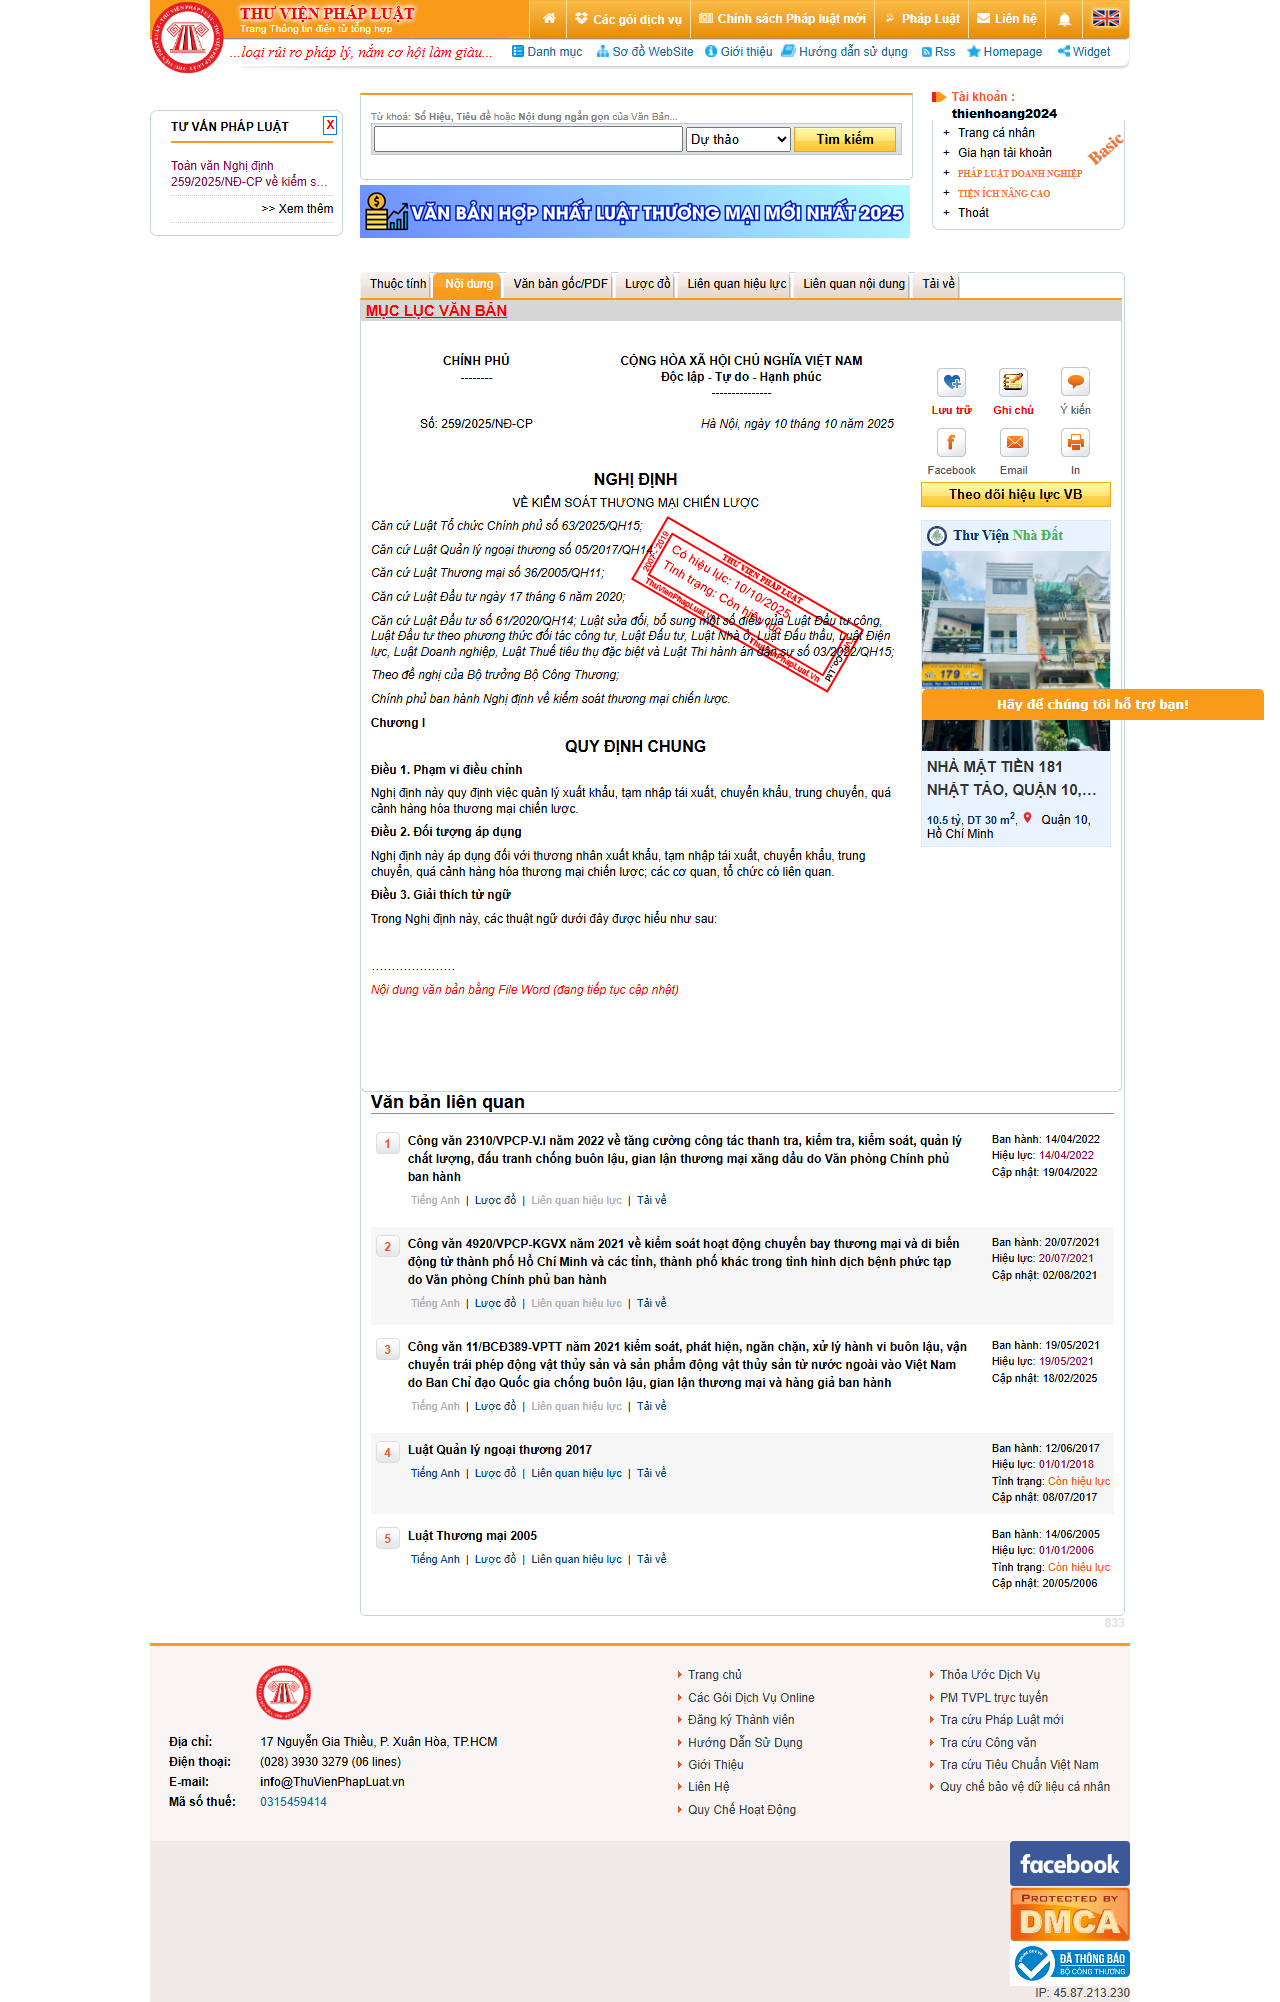 THƯ VIỆN PHÁP LUẬT
Trang Thông tin điện tử tổng hợp
Các gói dịch vụ
Chính sách Pháp luật mới
Pháp Luật
Liên hệ
...loại rủi ro pháp lý, nắm cơ hội làm giàu...
Danh mục
Sơ đồ WebSite
Giới thiệu
Hướng dẫn sử dụng
Rss
Homepage
Widget
TƯ VẤN PHÁP LUẬT
X
Toàn văn Nghị định
259/2025/NĐ-CP về kiểm s...
>> Xem thêm
Từ khoá: Số Hiệu, Tiêu đề hoặc Nội dung ngắn gọn của Văn Bản...
Dự thảo
Tìm kiếm
VĂN BẢN HỢP NHẤT LUẬT THƯƠNG MẠI MỚI NHẤT 2025
Tài khoản :
thienhoang2024
+ Trang cá nhân
+ Gia hạn tài khoản
+ PHÁP LUẬT DOANH NGHIỆP
+ TIỆN ÍCH NÂNG CAO
+ Thoát
Basic
Thuộc tính
Nội dung
Văn bản gốc/PDF
Lược đồ
Liên quan hiệu lực
Liên quan nội dung
Tải về
MỤC LỤC VĂN BẢN
CHÍNH PHỦ
--------
CỘNG HÒA XÃ HỘI CHỦ NGHĨA VIỆT NAM
Độc lập - Tự do - Hạnh phúc
---------------
Số: 259/2025/NĐ-CP
Hà Nội, ngày 10 tháng 10 năm 2025
NGHỊ ĐỊNH
VỀ KIỂM SOÁT THƯƠNG MẠI CHIẾN LƯỢC
Căn cứ Luật Tổ chức Chính phủ số 63/2025/QH15;
Căn cứ Luật Quản lý ngoại thương số 05/2017/QH14;
Căn cứ Luật Thương mại số 36/2005/QH11;
Căn cứ Luật Đầu tư ngày 17 tháng 6 năm 2020;
Căn cứ Luật Đầu tư số 61/2020/QH14; Luật sửa đổi, bổ sung một số điều của Luật Đầu tư công,
Luật Đầu tư theo phương thức đối tác công tư, Luật Đầu tư, Luật Nhà ở, Luật Đấu thầu, Luật Điện
lực, Luật Doanh nghiệp, Luật Thuế tiêu thụ đặc biệt và Luật Thi hành án dân sự số 03/2022/QH15;
Theo đề nghị của Bộ trưởng Bộ Công Thương;
Chính phủ ban hành Nghị định về kiểm soát thương mại chiến lược.
2007 - 2019
THƯ VIỆN PHÁP LUẬT
Có hiệu lực: 10/10/2025
Tình trạng: Còn hiệu lực
ThuVienPhapLuat.Vn
ThuVienPhapLuat.Vn
Chương I
QUY ĐỊNH CHUNG
Điều 1. Phạm vi điều chỉnh
Nghị định này quy định việc quản lý xuất khẩu, tạm nhập tái xuất, chuyển khẩu, trung chuyển, quá
cảnh hàng hóa thương mại chiến lược.
Điều 2. Đối tượng áp dụng
Nghị định này áp dụng đối với thương nhân xuất khẩu, tạm nhập tái xuất, chuyển khẩu, trung
chuyển, quá cảnh hàng hóa thương mại chiến lược; các cơ quan, tổ chức có liên quan.
Điều 3. Giải thích từ ngữ
Trong Nghị định này, các thuật ngữ dưới đây được hiểu như sau:
.....................
Nội dung văn bản bằng File Word (đang tiếp tục cập nhật)
Lưu trữ
Ghi chú
Ý kiến
Facebook
Email
In
Theo dõi hiệu lực VB
Thư Viện Nhà Đất
179
Hãy để chúng tôi hỗ trợ bạn!
NHÀ MẶT TIỀN 181
NHẬT TẢO, QUẬN 10,...
10.5 tỷ, DT 30 m2, Quận 10,
Hồ Chí Minh
Văn bản liên quan
1
Công văn 2310/VPCP-V.I năm 2022 về tăng cường công tác thanh tra, kiểm tra, kiểm soát, quản lý
chất lượng, đấu tranh chống buôn lậu, gian lận thương mại xăng dầu do Văn phòng Chính phủ
ban hành
Tiếng Anh | Lược đồ | Liên quan hiệu lực | Tải về
Ban hành: 14/04/2022
Hiệu lực: 14/04/2022
Cập nhật: 19/04/2022
2
Công văn 4920/VPCP-KGVX năm 2021 về kiểm soát hoạt động chuyến bay thương mại và di biến
động từ thành phố Hồ Chí Minh và các tỉnh, thành phố khác trong tình hình dịch bệnh phức tạp
do Văn phòng Chính phủ ban hành
Tiếng Anh | Lược đồ | Liên quan hiệu lực | Tải về
Ban hành: 20/07/2021
Hiệu lực: 20/07/2021
Cập nhật: 02/08/2021
3
Công văn 11/BCĐ389-VPTT năm 2021 kiểm soát, phát hiện, ngăn chặn, xử lý hành vi buôn lậu, vận
chuyển trái phép động vật thủy sản và sản phẩm động vật thủy sản từ nước ngoài vào Việt Nam
do Ban Chỉ đạo Quốc gia chống buôn lậu, gian lận thương mại và hàng giả ban hành
Tiếng Anh | Lược đồ | Liên quan hiệu lực | Tải về
Ban hành: 19/05/2021
Hiệu lực: 19/05/2021
Cập nhật: 18/02/2025
4
Luật Quản lý ngoại thương 2017
Tiếng Anh | Lược đồ | Liên quan hiệu lực | Tải về
Ban hành: 12/06/2017
Hiệu lực: 01/01/2018
Tình trạng: Còn hiệu lực
Cập nhật: 08/07/2017
5
Luật Thương mại 2005
Tiếng Anh | Lược đồ | Liên quan hiệu lực | Tải về
Ban hành: 14/06/2005
Hiệu lực: 01/01/2006
Tình trạng: Còn hiệu lực
Cập nhật: 20/05/2006
833
Địa chỉ: 17 Nguyễn Gia Thiều, P. Xuân Hòa, TP.HCM
Điện thoại: (028) 3930 3279 (06 lines)
E-mail: info@ThuVienPhapLuat.vn
Mã số thuế: 0315459414
Trang chủ
Các Gói Dịch Vụ Online
Đăng ký Thành viên
Hướng Dẫn Sử Dụng
Giới Thiệu
Liên Hệ
Quy Chế Hoạt Động
Thỏa Ước Dịch Vụ
PM TVPL trực tuyến
Tra cứu Pháp Luật mới
Tra cứu Công văn
Tra cứu Tiêu Chuẩn Việt Nam
Quy chế bảo vệ dữ liệu cá nhân
facebook
PROTECTED BY
DMCA
ĐÃ THÔNG BÁO
BỘ CÔNG THƯƠNG
IP: 45.87.213.230